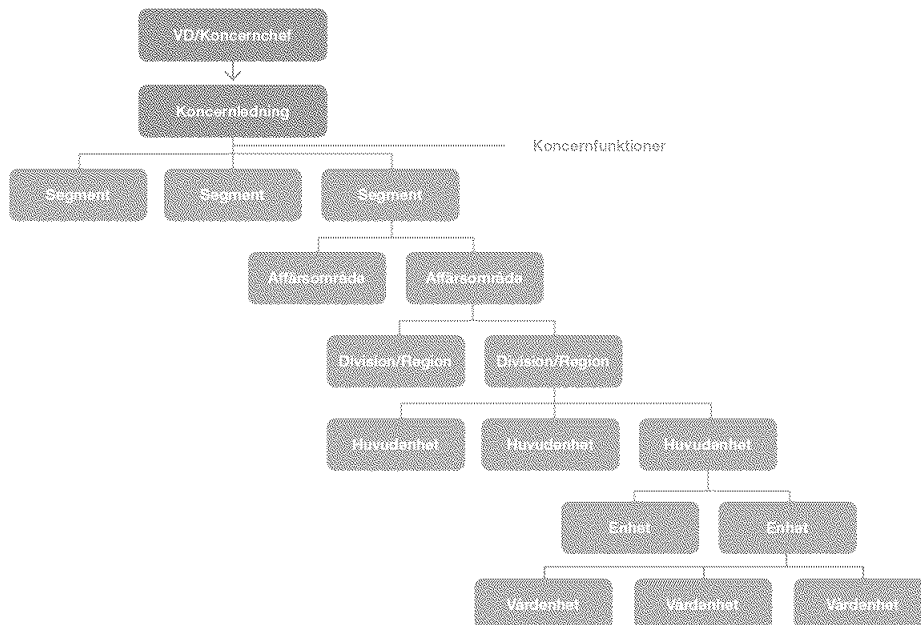 VD/Koncernchef
Koncernledning
Koncernfunktioner
Segment Segment Segment
Affärsområde Affärsområde
Division/Region Division/Region
Huvudenhet Huvudenhet Huvudenhet
Enhet Enhet
Vårdenhet Vårdenhet Vårdenhet